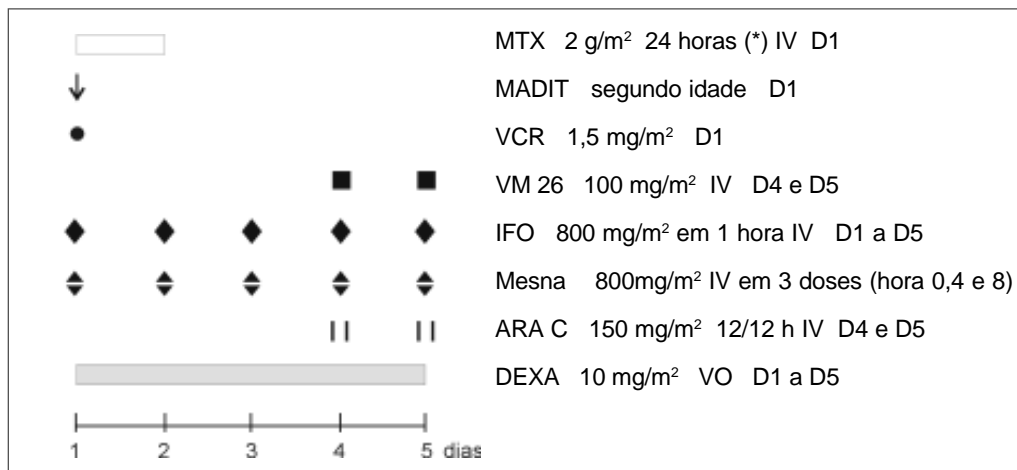 MTX 2 g/m² 24 horas (*) IV D1
MADIT segundo idade D1
VCR 1,5 mg/m² D1
VM 26 100 mg/m² IV D4 e D5
IFO 800 mg/m² em 1 hora IV D1 a D5
Mesna 800mg/m² IV em 3 doses (hora 0,4 e 8)
ARA C 150 mg/m² 12/12 h IV D4 e D5
DEXA 10 mg/m² VO D1 a D5
1 2 3 4 5 dias